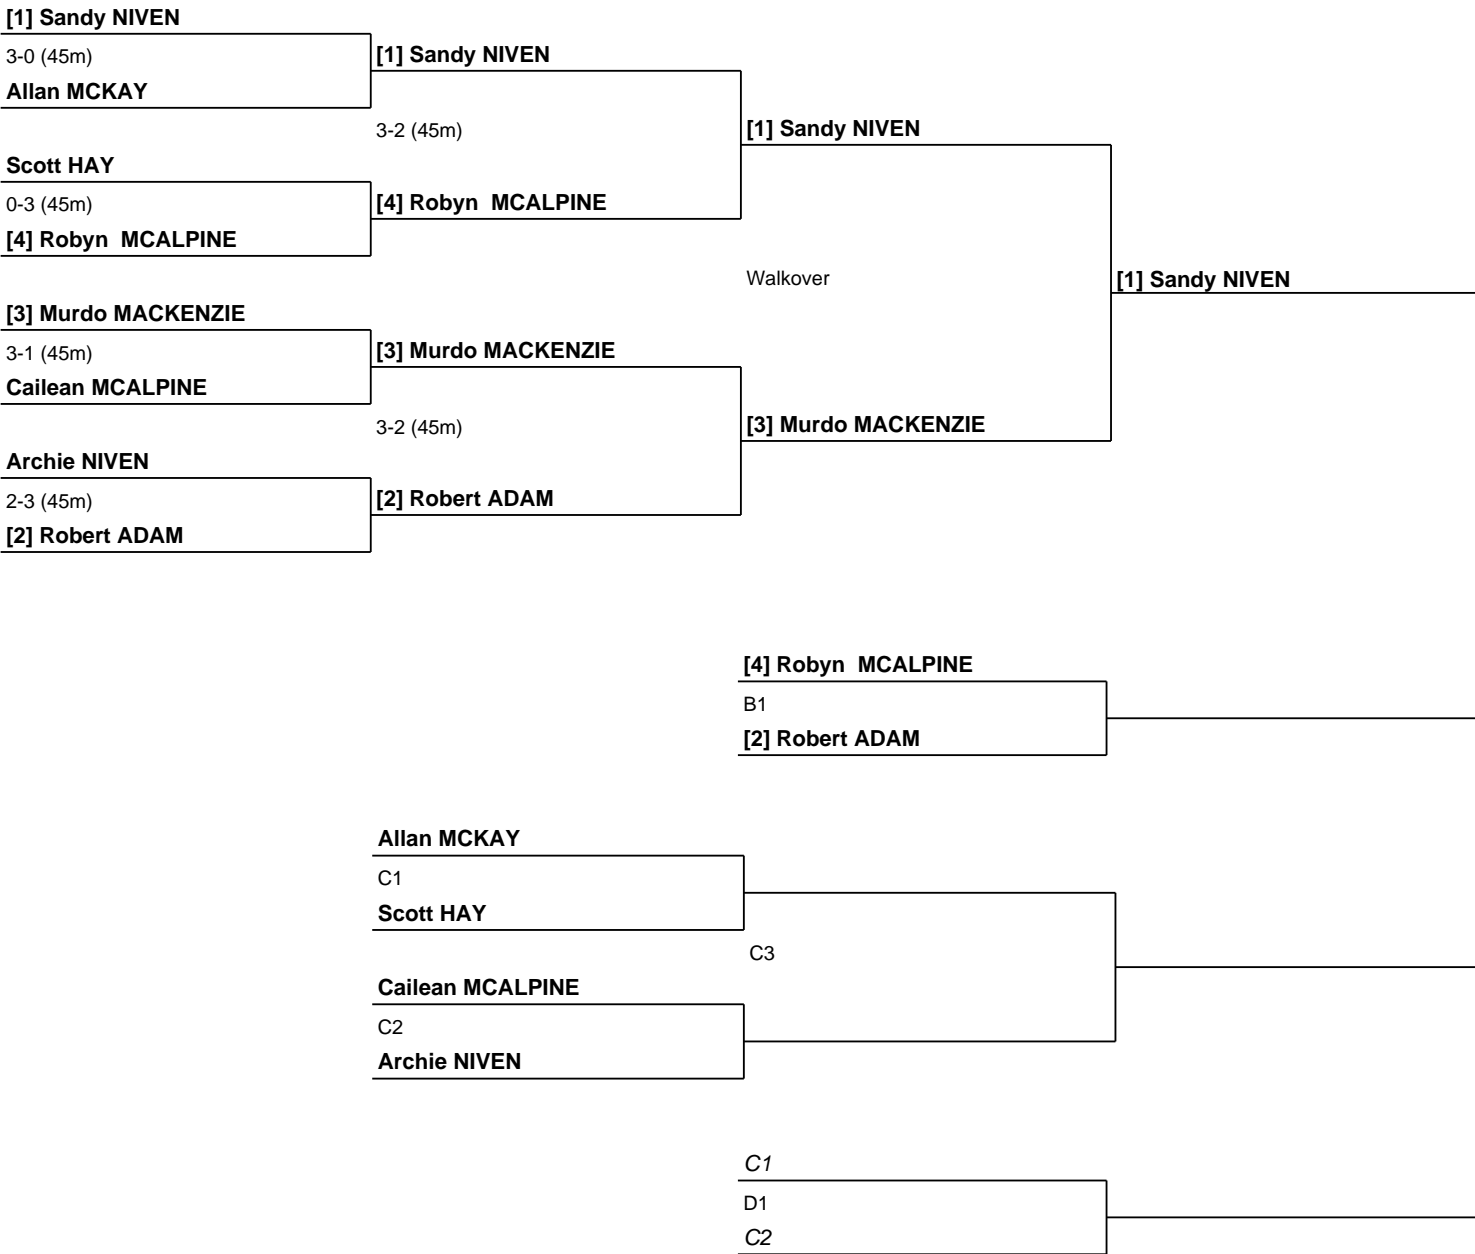 [1] Sandy NIVEN
3-0 (45m)
[1] Sandy NIVEN
Allan MCKAY
3-2 (45m)
[1] Sandy NIVEN
Scott HAY
0-3 (45m)
[4] Robyn  MCALPINE
[4] Robyn  MCALPINE
Walkover
[1] Sandy NIVEN
[3] Murdo MACKENZIE
3-1 (45m)
[3] Murdo MACKENZIE
Cailean MCALPINE
3-2 (45m)
[3] Murdo MACKENZIE
Archie NIVEN
2-3 (45m)
[2] Robert ADAM
[2] Robert ADAM
[4] Robyn  MCALPINE
B1
[2] Robert ADAM
Allan MCKAY
C1
Scott HAY
C3
Cailean MCALPINE
C2
Archie NIVEN
C1
D1
C2